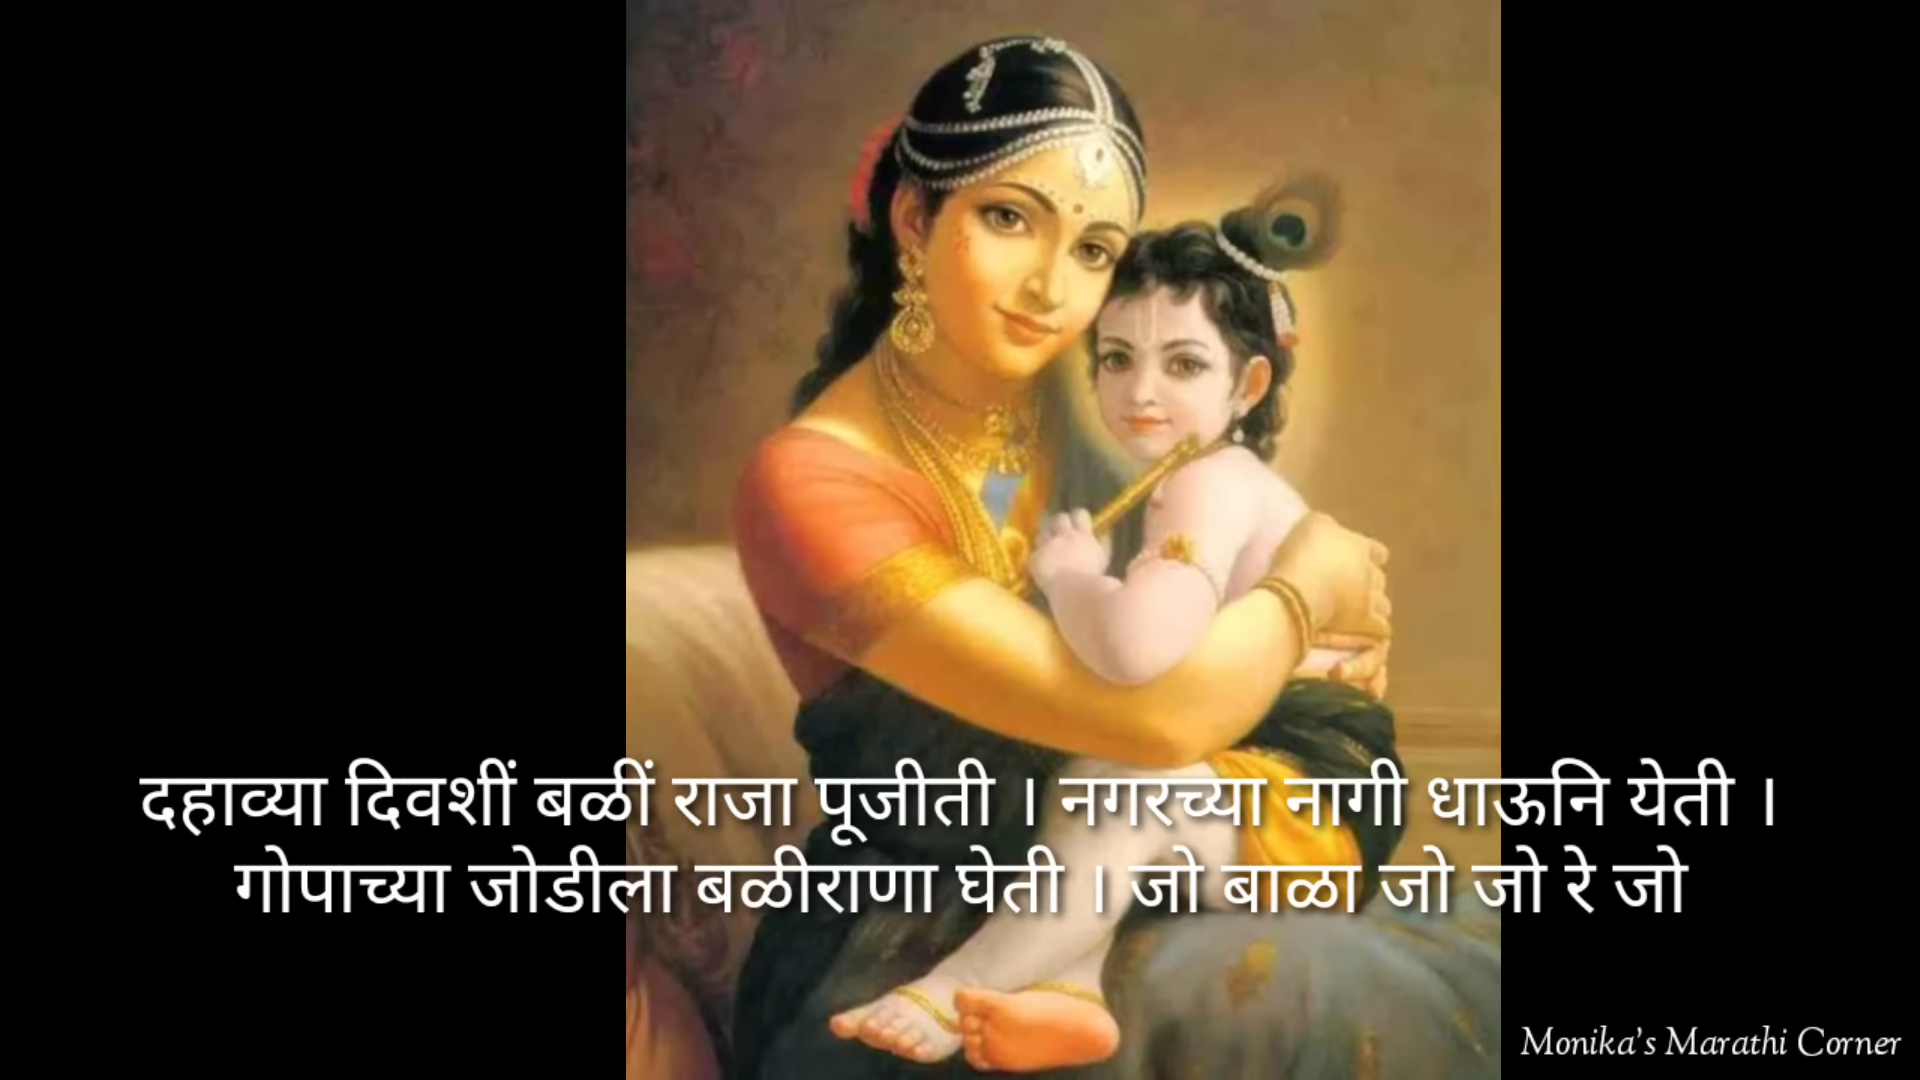 दहाव्या दिवशीं बळीं राजा पूजीती । नगरच्या नागी धाऊनि येती ।
गोपाच्या जोडीला बळीराणा घेती । जो बाळा जो जो रे जो
Monika's Marathi Corner